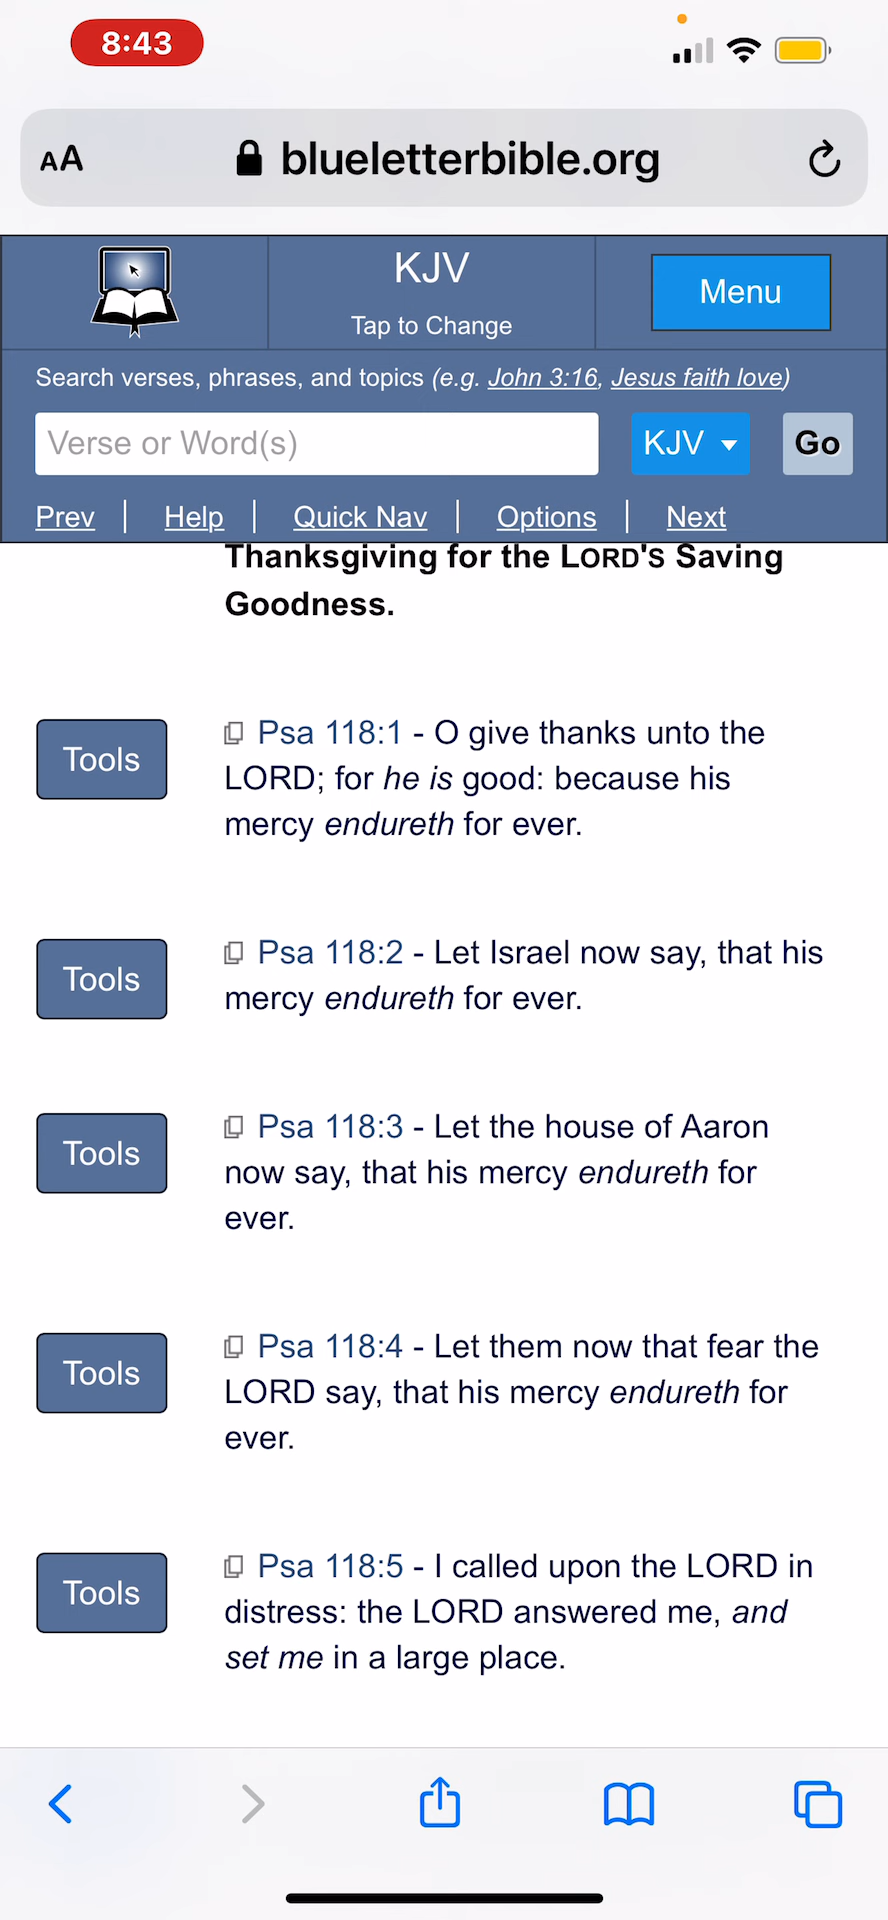 8:43
AA blueletterbible.org
KJV
Tap to Change
Menu
Search verses, phrases, and topics (e.g. John 3:16, Jesus faith love)
Verse or Word(s)
KJV
Go
Prev | Help | Quick Nav | Options | Next
Thanksgiving for the LORD'S Saving
Goodness.
Tools
Psa 118:1 - O give thanks unto the
LORD; for he is good: because his
mercy endureth for ever.
Tools
Psa 118:2 - Let Israel now say, that his
mercy endureth for ever.
Tools
Psa 118:3 - Let the house of Aaron
now say, that his mercy endureth for
ever.
Tools
Psa 118:4 - Let them now that fear the
LORD say, that his mercy endureth for
ever.
Tools
Psa 118:5 - I called upon the LORD in
distress: the LORD answered me, and
set me in a large place.